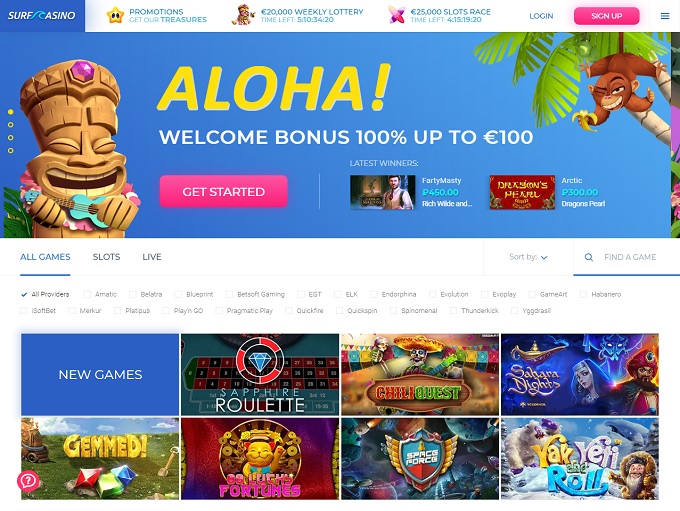 SURF CASINO
PROMOTIONS
GET OUR TREASURES
€20,000 WEEKLY LOTTERY
TIME LEFT: 5:10:34:20
€25,000 SLOTS RACE
TIME LEFT: 4:15:19:20
LOGIN
SIGN UP
ALOHA!
WELCOME BONUS 100% UP TO €100
LATEST WINNERS:
GET STARTED
FartyMasty
₽450.00
Rich Wilde and...
DRAGON'S PEARL
Arctic
₽300.00
Dragons Pearl
ALL GAMES
SLOTS
LIVE
Sort by:
FIND A GAME
All Providers
Amatic
Belatra
Blueprint
Betsoft Gaming
EGT
ELK
Endorphina
Evolution
Evoplay
GameArt
Habanero
iSoftBet
Merkur
Platipus
Play'n GO
Pragmatic Play
Quickfire
Quickspin
Spinomenal
Thunderkick
Yggdrasil
NEW GAMES
SAPPHIRE
ROULETTE
CHILI QUEST
Sahara
Nights
GEMMED!
88 LUCKY
FORTUNES
SPACE
FORCE
Yak, Yeti
and
Roll
?